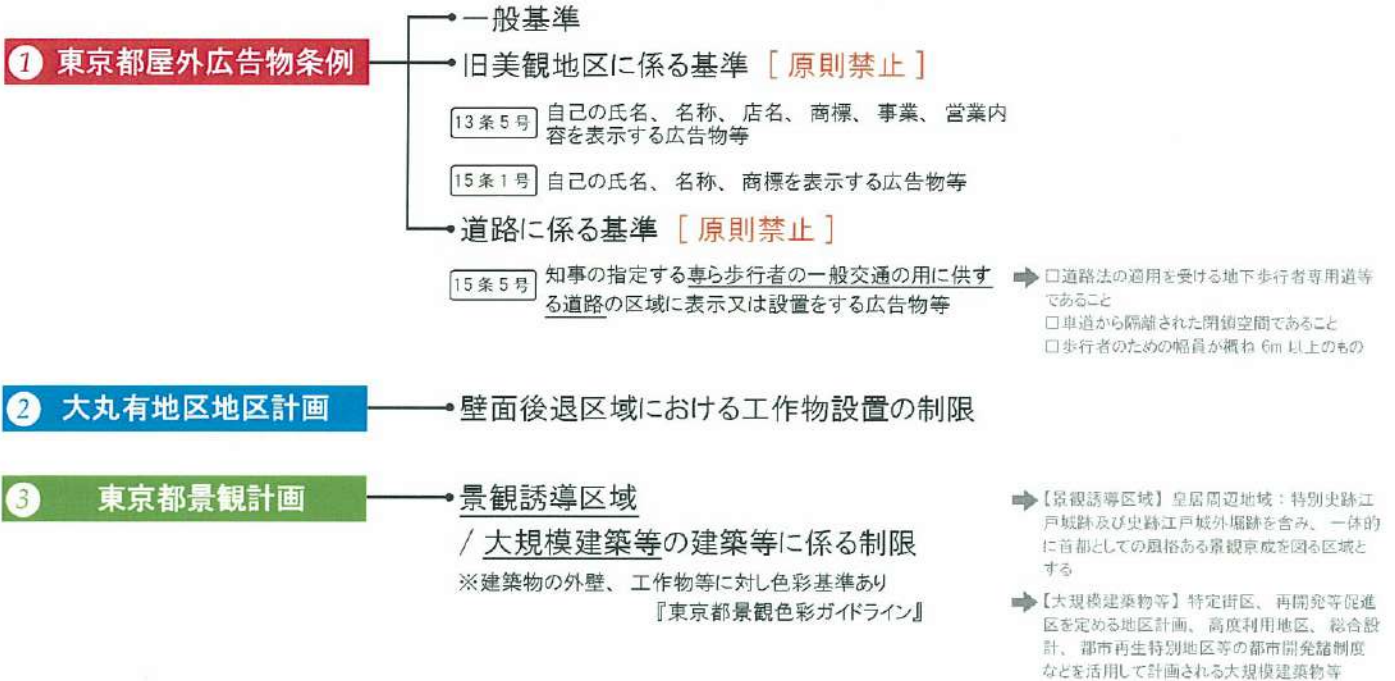 一般基準
1 東京都屋外広告物条例
旧美観地区に係る基準 [ 原則禁止 ]
13条5号 自己の氏名、名称、店名、商標、事業、営業内
容を表示する広告物等
15条1号 自己の氏名、名称、商標を表示する広告物等
道路に係る基準 [ 原則禁止 ]
15条5号 知事の指定する専ら歩行者の一般交通の用に供す
る道路の区域に表示又は設置をする広告物等
➡ □道路法の適用を受ける地下歩行者専用道等
であること
□車道から隔離された閉鎖空間であること
□歩行者のための幅員が概ね 6m 以上のもの
2 大丸有地区地区計画
壁面後退区域における工作物設置の制限
3 東京都景観計画
景観誘導区域
/ 大規模建築等の建築等に係る制限
※建築物の外壁、工作物等に対し色彩基準あり
『東京都景観色彩ガイドライン』
➡【景観誘導区域】皇居周辺地域：特別史跡江
戸城跡及び史跡江戸城外堀跡を含み、一体的
に首都としての風格ある景観形成を図る区域と
する
➡【大規模建築物等】特定街区、再開発等促進
区を定める地区計画、高度利用地区、総合設
計、都市再生特別地区等の都市開発諸制度
などを活用して計画される大規模建築物等